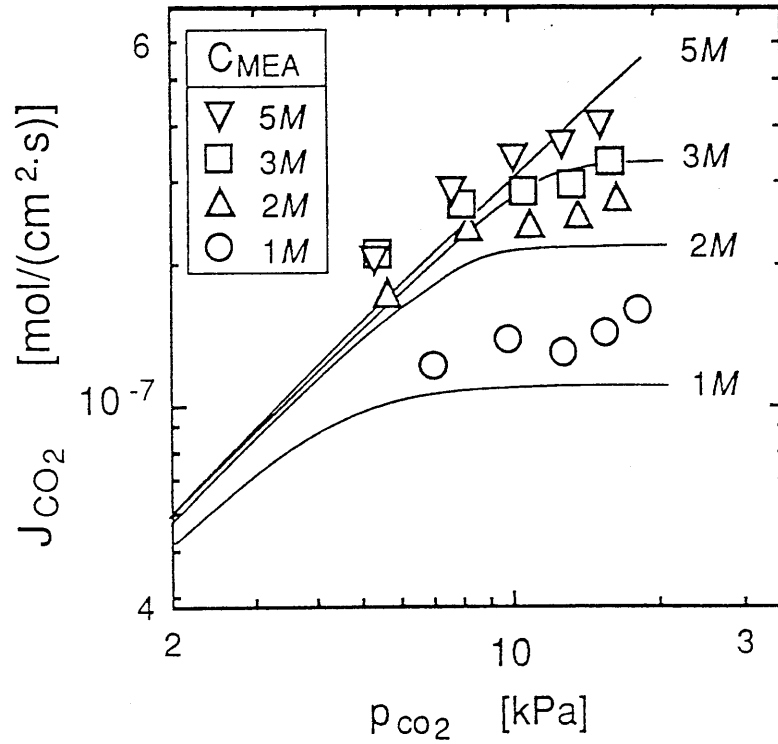 6
C_MEA
5M
3M
2M
1M
5M
3M
2M
1M
10^-7
4
J_CO2 [mol/(cm²·s)]
2
10
3
p_CO2 [kPa]